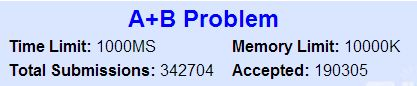 A+B Problem
Time Limit: 1000MS Memory Limit: 10000K
Total Submissions: 342704 Accepted: 190305